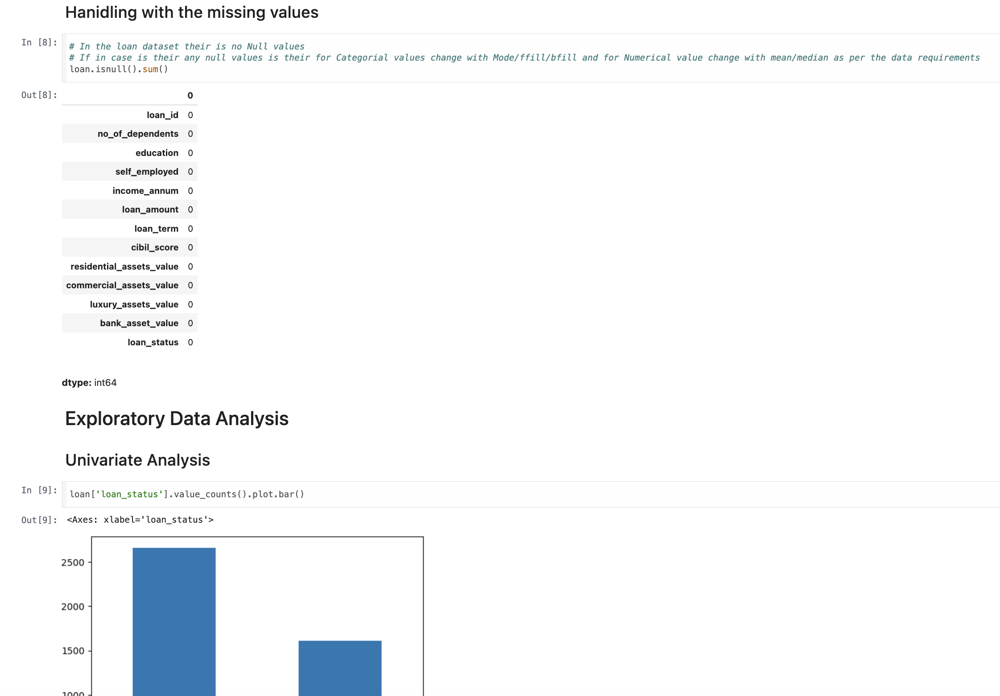 Hanidling with the missing values
In [8]:
# In the loan dataset their is no Null values
# If in case is their any null values is their for Categorial values change with Mode/ffill/bfill and for Numerical value change with mean/median as per the data requirements
loan.isnull().sum()
Out[8]:
0
loan_id 0
no_of_dependents 0
education 0
self_employed 0
income_annum 0
loan_amount 0
loan_term 0
cibil_score 0
residential_assets_value 0
commercial_assets_value 0
luxury_assets_value 0
bank_asset_value 0
loan_status 0
dtype: int64
Exploratory Data Analysis
Univariate Analysis
In [9]:
loan['loan_status'].value_counts().plot.bar()
Out[9]:
<Axes: xlabel='loan_status'>
2500
2000
1500
1000